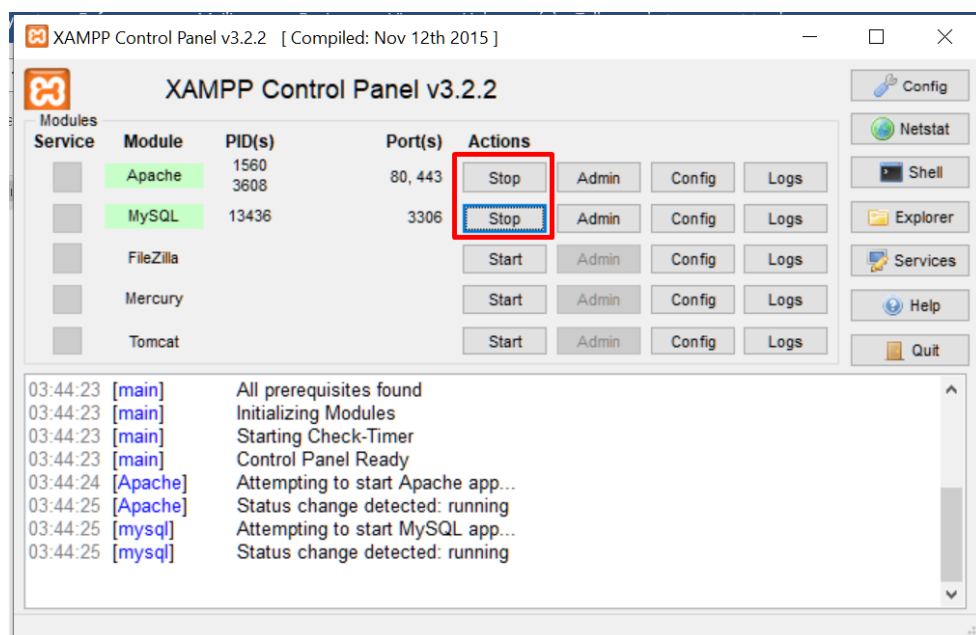 XAMPP Control Panel v3.2.2 [ Compiled: Nov 12th 2015 ]
XAMPP Control Panel v3.2.2
Config
Modules
Service Module PID(s) Port(s) Actions
Netstat
Apache 1560 3608 80, 443 Stop Admin Config Logs
Shell
MySQL 13436 3306 Stop Admin Config Logs
Explorer
FileZilla Start Admin Config Logs
Services
Mercury Start Admin Config Logs
Help
Tomcat Start Admin Config Logs
Quit
03:44:23 [main] All prerequisites found
03:44:23 [main] Initializing Modules
03:44:23 [main] Starting Check-Timer
03:44:23 [main] Control Panel Ready
03:44:24 [Apache] Attempting to start Apache app...
03:44:25 [Apache] Status change detected: running
03:44:25 [mysql] Attempting to start MySQL app...
03:44:25 [mysql] Status change detected: running